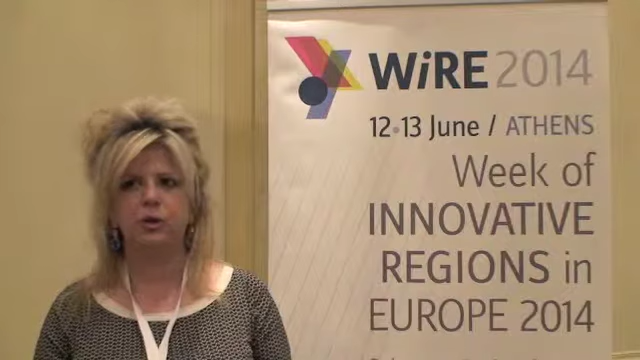 WiRE 2014
12•13 June / ATHENS
Week of
INNOVATIVE
REGIONS in
EUROPE 2014